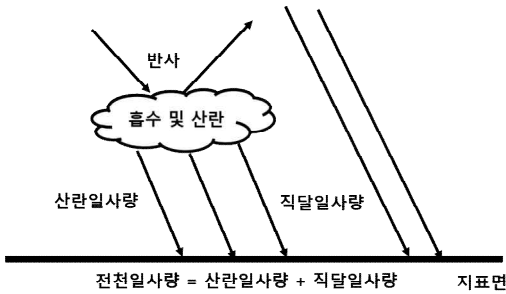 반사
흡수 및 산란
산란일사량
직달일사량
전천일사량 = 산란일사량 + 직달일사량
지표면